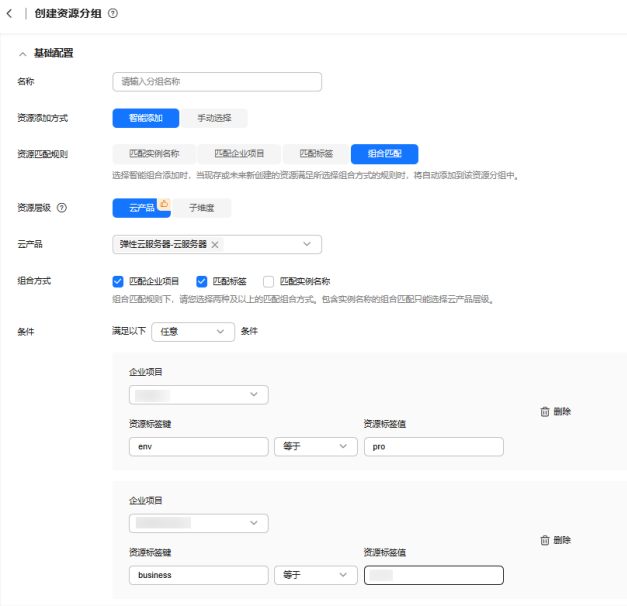 创建资源分组
基础配置
名称 请输入分组名称
资源添加方式 智能添加 手动选择
资源匹配规则 匹配实例名称 匹配企业项目 匹配标签 组合匹配
选择智能组合添加时，当现存或未来新创建的资源满足所选择组合方式的规则时，将自动添加到该资源分组中。
资源层级 云产品 子维度
云产品 弹性云服务器-云服务器
组合方式 匹配企业项目 匹配标签 匹配实例名称
组合匹配规则下，请您选择两种及以上的匹配组合方式。包含实例名称的组合匹配只能选择云产品层级。
条件 满足以下 任意 条件
企业项目
删除
资源标签键 资源标签值
env 等于 pro
企业项目
删除
资源标签键 资源标签值
business 等于